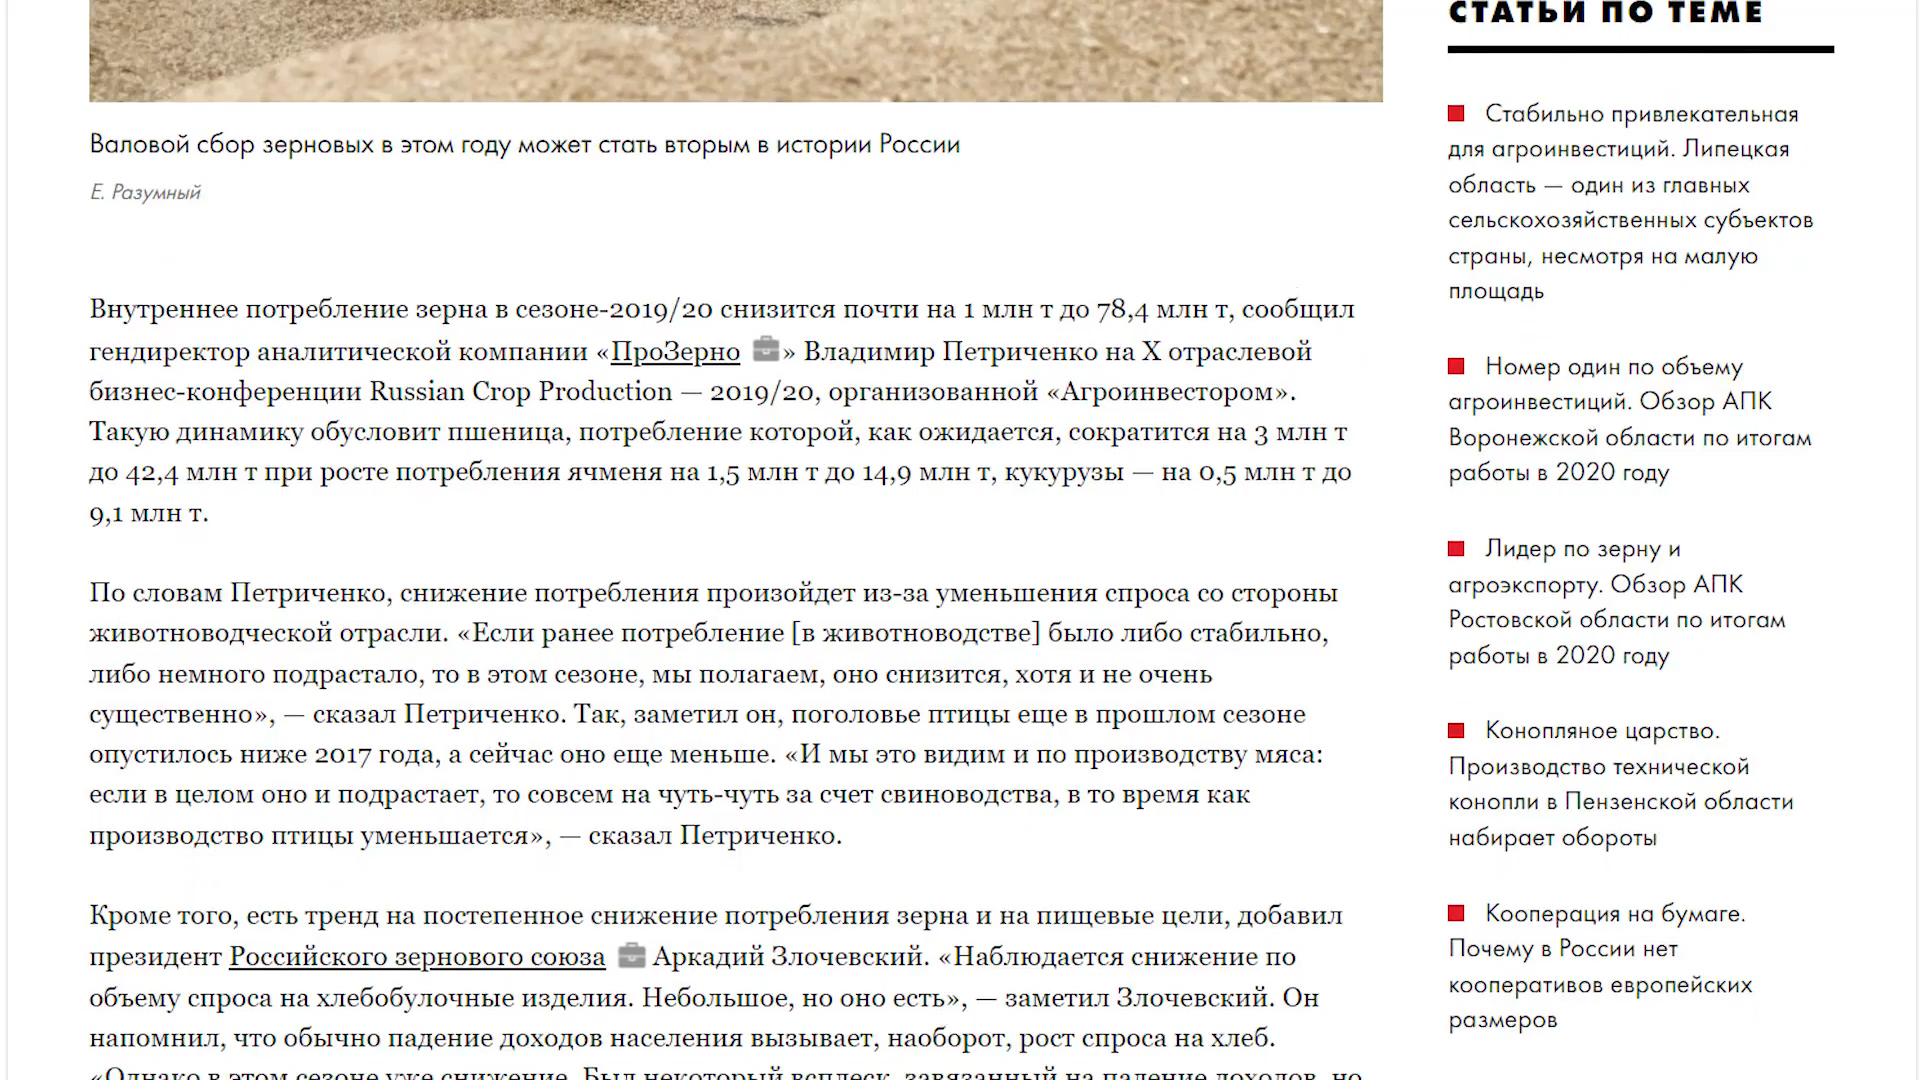 Валовой сбор зерновых в этом году может стать вторым в истории России
Е. Разумный
Внутреннее потребление зерна в сезоне-2019/20 снизится почти на 1 млн т до 78,4 млн т, сообщил
гендиректор аналитической компании «ПроЗерно » Владимир Петриченко на X отраслевой
бизнес-конференции Russian Crop Production — 2019/20, организованной «Агроинвестором».
Такую динамику обусловит пшеница, потребление которой, как ожидается, сократится на 3 млн т
до 42,4 млн т при росте потребления ячменя на 1,5 млн т до 14,9 млн т, кукурузы — на 0,5 млн т до
9,1 млн т.
По словам Петриченко, снижение потребления произойдет из-за уменьшения спроса со стороны
животноводческой отрасли. «Если ранее потребление [в животноводстве] было либо стабильно,
либо немного подрастало, то в этом сезоне, мы полагаем, оно снизится, хотя и не очень
существенно», — сказал Петриченко. Так, заметил он, поголовье птицы еще в прошлом сезоне
опустилось ниже 2017 года, а сейчас оно еще меньше. «И мы это видим и по производству мяса:
если в целом оно и подрастает, то совсем на чуть-чуть за счет свиноводства, в то время как
производство птицы уменьшается», — сказал Петриченко.
Кроме того, есть тренд на постепенное снижение потребления зерна и на пищевые цели, добавил
президент Российского зернового союза Аркадий Злочевский. «Наблюдается снижение по
объему спроса на хлебобулочные изделия. Небольшое, но оно есть», — заметил Злочевский. Он
напомнил, что обычно падение доходов населения вызывает, наоборот, рост спроса на хлеб.
«Однако в этом сезоне уже снижение. Был некоторый всплеск, завязанный на падение доходов, но
СТАТЬИ ПО ТЕМЕ
Стабильно привлекательная
для агроинвестиций. Липецкая
область — один из главных
сельскохозяйственных субъектов
страны, несмотря на малую
площадь
Номер один по объему
агроинвестиций. Обзор АПК
Воронежской области по итогам
работы в 2020 году
Лидер по зерну и
агроэкспорту. Обзор АПК
Ростовской области по итогам
работы в 2020 году
Конопляное царство.
Производство технической
конопли в Пензенской области
набирает обороты
Кооперация на бумаге.
Почему в России нет
кооперативов европейских
размеров